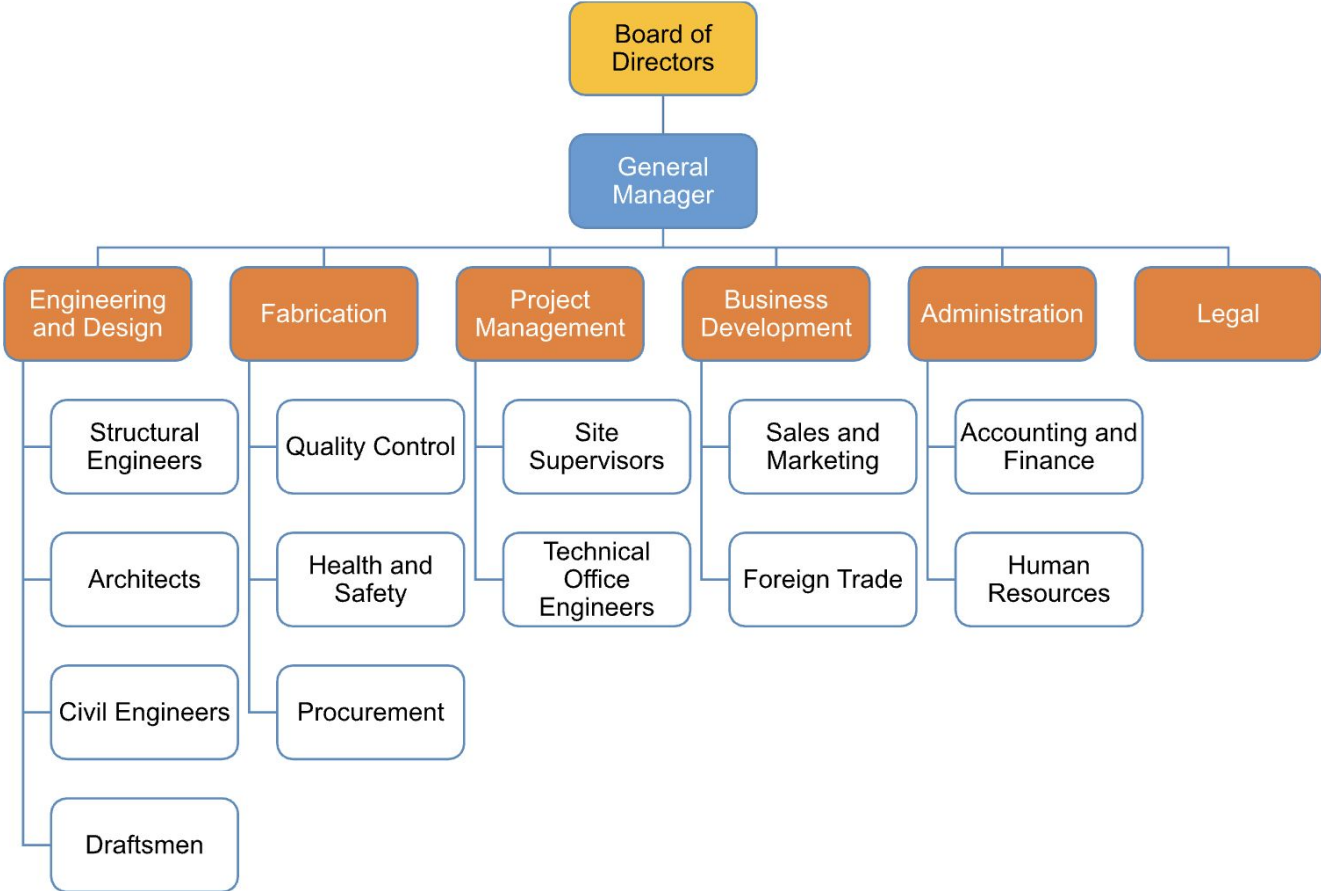 Board of
Directors
General
Manager
Engineering
and Design
Fabrication
Project
Management
Business
Development
Administration
Legal
Structural
Engineers
Quality Control
Site
Supervisors
Sales and
Marketing
Accounting and
Finance
Architects
Health and
Safety
Technical
Office
Engineers
Foreign Trade
Human
Resources
Civil Engineers
Procurement
Draftsmen